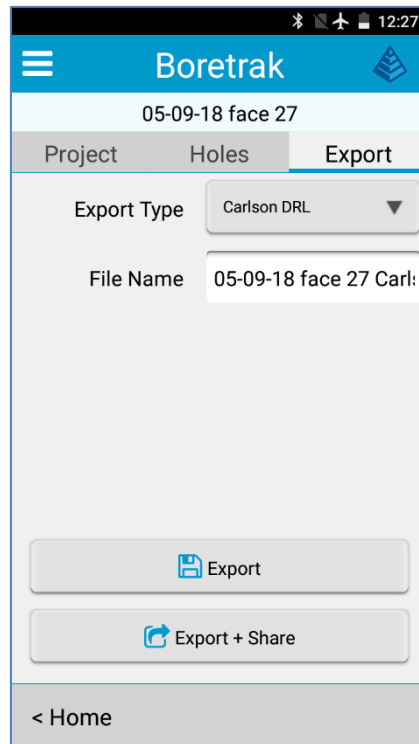 12:27
Boretrak
05-09-18 face 27
Project Holes Export
Export Type Carlson DRL
File Name 05-09-18 face 27 Carl
Export
Export + Share
< Home